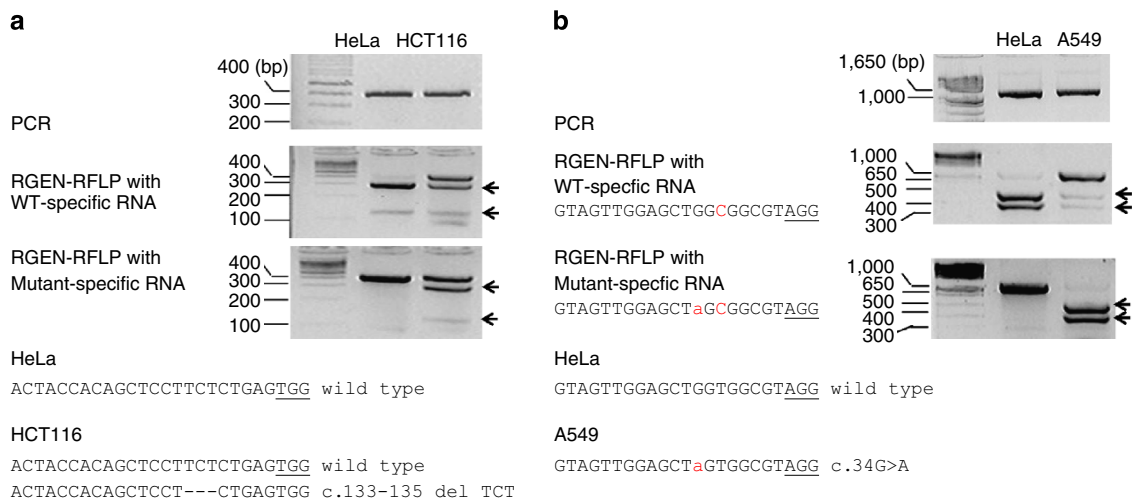 a
HeLa HCT116
400 (bp)
300
200
PCR
400
300
200
100
RGEN-RFLP with
WT-specific RNA
400
300
200
100
RGEN-RFLP with
Mutant-specific RNA
HeLa
ACTACCACAGCTCCTTCTCTGAGTGG wild type
HCT116
ACTACCACAGCTCCTTCTCTGAGTGG wild type
ACTACCACAGCTCCT---CTGAGTGG c.133-135 del TCT
b
HeLa A549
1,650 (bp)
1,000
PCR
1,000
650
500
400
300
RGEN-RFLP with
WT-specfic RNA
GTAGTTGGAGCTGGCGGCGTAGG
1,000
650
500
400
300
RGEN-RFLP with
Mutant-specfic RNA
GTAGTTGGAGCTaGCGGCGTAGG
HeLa
GTAGTTGGAGCTGGTGGCGTAGG wild type
A549
GTAGTTGGAGCTaGTGGCGTAGG c.34G>A